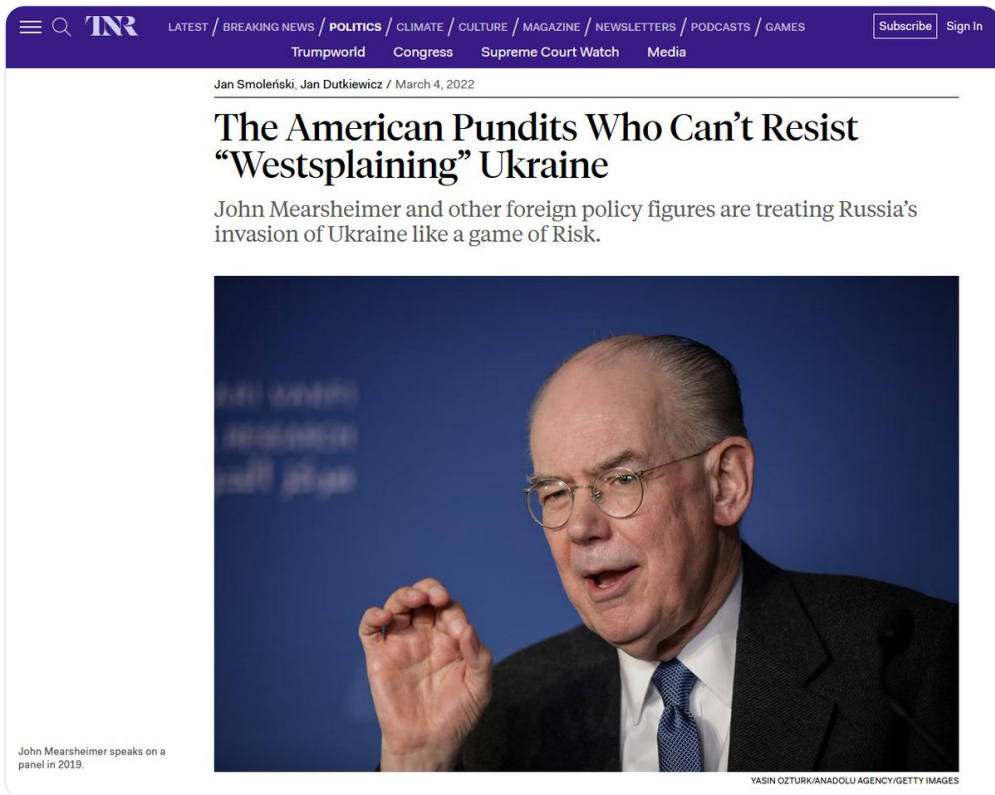 TNR
LATEST / BREAKING NEWS / POLITICS / CLIMATE / CULTURE / MAGAZINE / NEWSLETTERS / PODCASTS / GAMES
Subscribe Sign In
Trumpworld Congress Supreme Court Watch Media
Jan Smoleński, Jan Dutkiewicz / March 4, 2022
The American Pundits Who Can’t Resist
“Westsplaining” Ukraine
John Mearsheimer and other foreign policy figures are treating Russia’s
invasion of Ukraine like a game of Risk.
RESEARCH
John Mearsheimer speaks on a
panel in 2019.
YASIN OZTURK/ANADOLU AGENCY/GETTY IMAGES